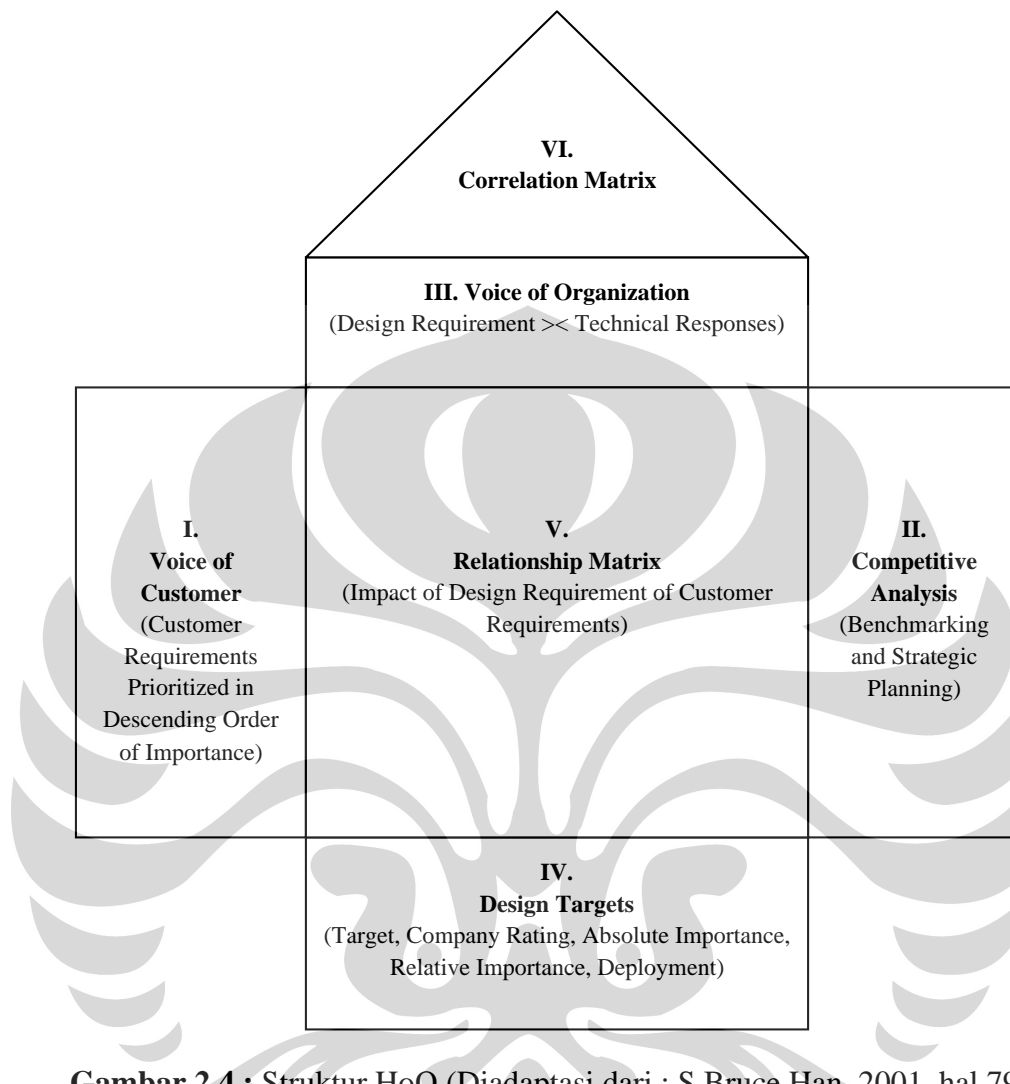 VI.
Correlation Matrix
III. Voice of Organization
(Design Requirement >< Technical Responses)
I.
Voice of
Customer
(Customer
Requirements
Prioritized in
Descending Order
of Importance)
V.
Relationship Matrix
(Impact of Design Requirement of Customer
Requirements)
II.
Competitive
Analysis
(Benchmarking
and Strategic
Planning)
IV.
Design Targets
(Target, Company Rating, Absolute Importance,
Relative Importance, Deployment)
Gambar 2.4 : Struktur HoQ (Diadaptasi dari : S.Bruce Han, 2001, hal 79